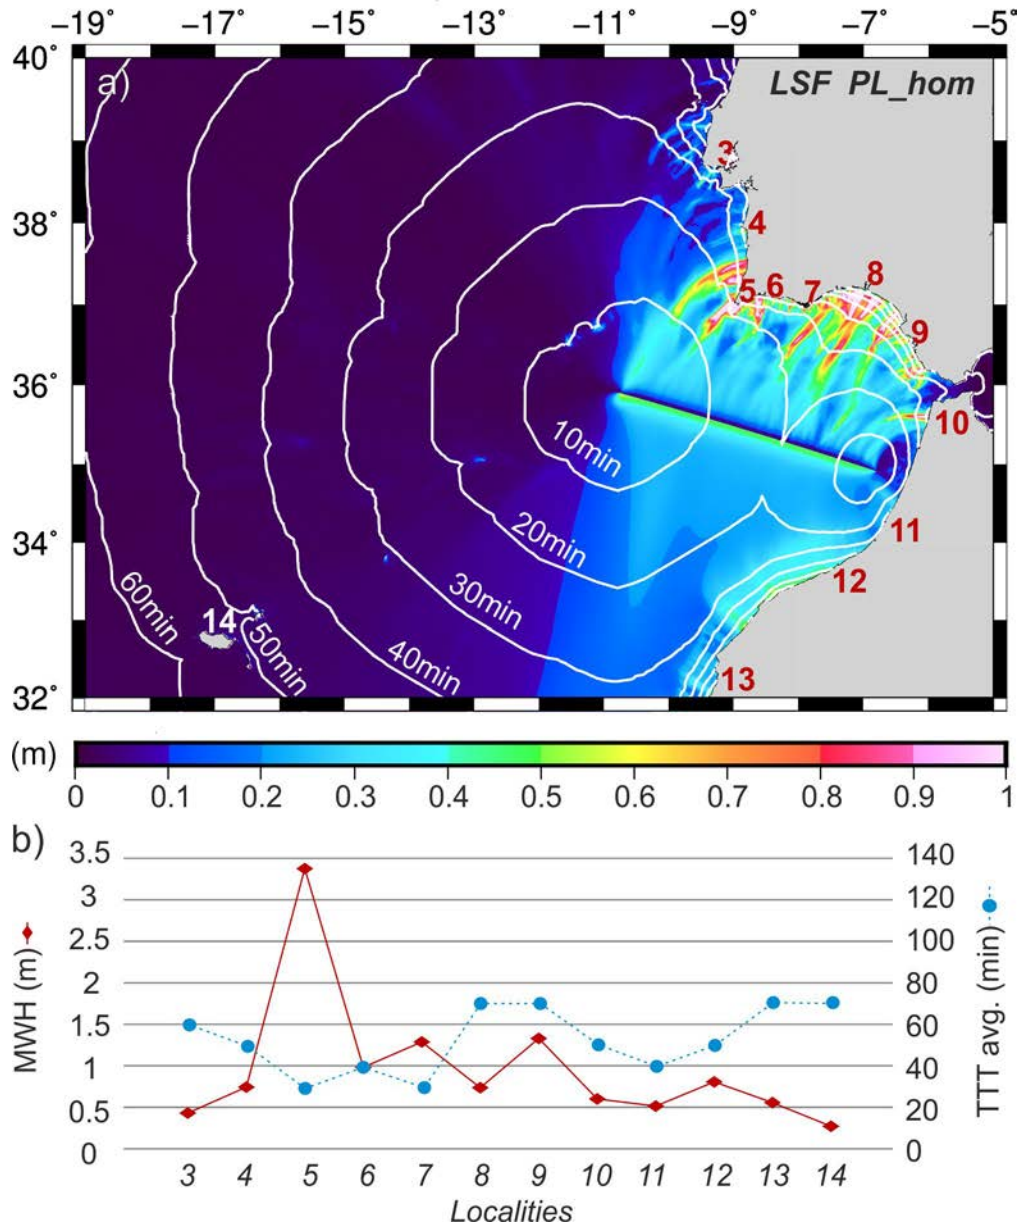 −19° −17° −15° −13° −11° −9° −7° −5°
40°
a)
LSF PL_hom
3
38°
4
5 6 7 8
9
36°
10
10min
11
34°
20min
12
30min
60min
14
50min
40min
13
32°
(m)
0 0.1 0.2 0.3 0.4 0.5 0.6 0.7 0.8 0.9 1
b)
3.5 140
3 120
2.5 100
2 80
1.5 60
1 40
0.5 20
0 0
MWH (m)
TTT avg. (min)
3 4 5 6 7 8 9 10 11 12 13 14
Localities